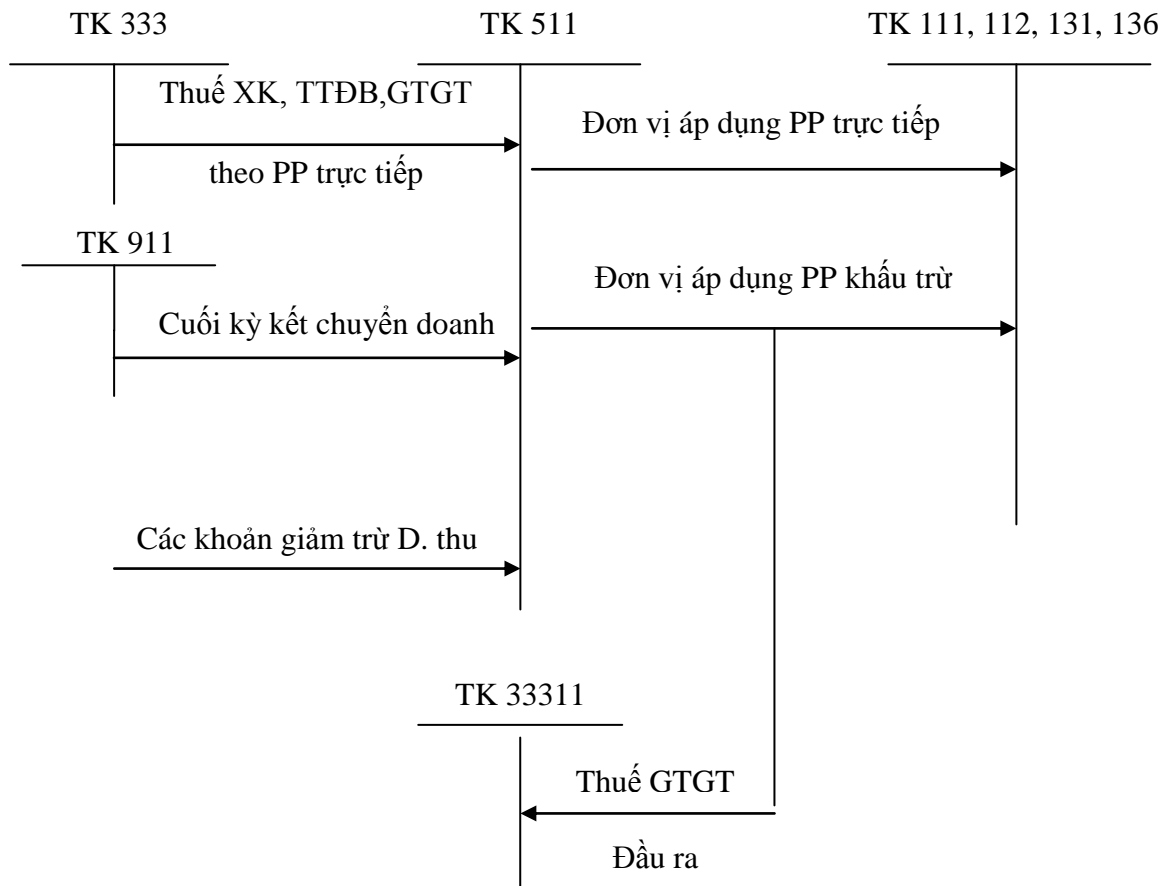 TK 333
TK 511
TK 111, 112, 131, 136
Thuế XK, TTĐB,GTGT
theo PP trực tiếp
Đơn vị áp dụng PP trực tiếp
TK 911
Đơn vị áp dụng PP khấu trừ
Cuối kỳ kết chuyển doanh
Các khoản giảm trừ D. thu
TK 33311
Thuế GTGT
Đầu ra